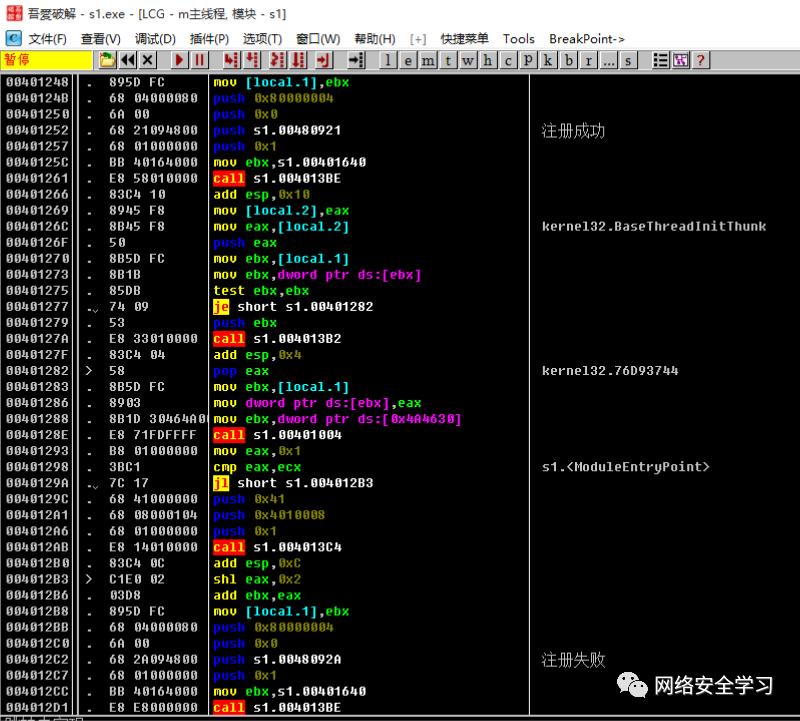 吾愛破解 - s1.exe - [LCG - m主线程, 模块 - s1]
文件(F) 查看(V) 调试(D) 插件(P) 选项(T) 窗口(W) 帮助(H) [+] 快捷菜单 Tools BreakPoint->
暂停 l e m t w h c p k b r ... s ?
00401248 . 895D FC mov [local.1],ebx
0040124B . 68 04000080 push 0x80000004
00401250 . 6A 00 push 0x0
00401252 . 68 21094800 push s1.00480921 注册成功
00401257 . 68 01000000 push 0x1
0040125C . BB 40164000 mov ebx,s1.00401640
00401261 . E8 58010000 call s1.004013BE
00401266 . 83C4 10 add esp,0x10
00401269 . 8945 F8 mov [local.2],eax
0040126C . 8B45 F8 mov eax,[local.2] kernel32.BaseThreadInitThunk
0040126F . 50 push eax
00401270 . 8B5D FC mov ebx,[local.1]
00401273 . 8B1B mov ebx,dword ptr ds:[ebx]
00401275 . 85DB test ebx,ebx
00401277 . 74 09 je short s1.00401282
00401279 . 53 push ebx
0040127A . E8 33010000 call s1.004013B2
0040127F . 83C4 04 add esp,0x4
00401282 > 58 pop eax kernel32.76D93744
00401283 . 8B5D FC mov ebx,[local.1]
00401286 . 8903 mov dword ptr ds:[ebx],eax
00401288 . 8B1D 30464A00 mov ebx,dword ptr ds:[0x4A4630]
0040128E . E8 71FDFFFF call s1.00401004
00401293 . B8 01000000 mov eax,0x1
00401298 . 3BC1 cmp eax,ecx s1.<ModuleEntryPoint>
0040129A . 7C 17 jl short s1.004012B3
0040129C . 68 41000000 push 0x41
004012A1 . 68 08000104 push 0x4010008
004012A6 . 68 01000000 push 0x1
004012AB . E8 14010000 call s1.004013C4
004012B0 . 83C4 0C add esp,0xC
004012B3 > C1E0 02 shl eax,0x2
004012B6 . 03D8 add ebx,eax
004012B8 . 895D FC mov [local.1],ebx
004012BB . 68 04000080 push 0x80000004
004012C0 . 6A 00 push 0x0
004012C2 . 68 2A094800 push s1.0048092A 注册失败
004012C7 . 68 01000000 push 0x1
004012CC . BB 40164000 mov ebx,s1.00401640
004012D1 . E8 E8000000 call s1.004013BE
网络安全学习